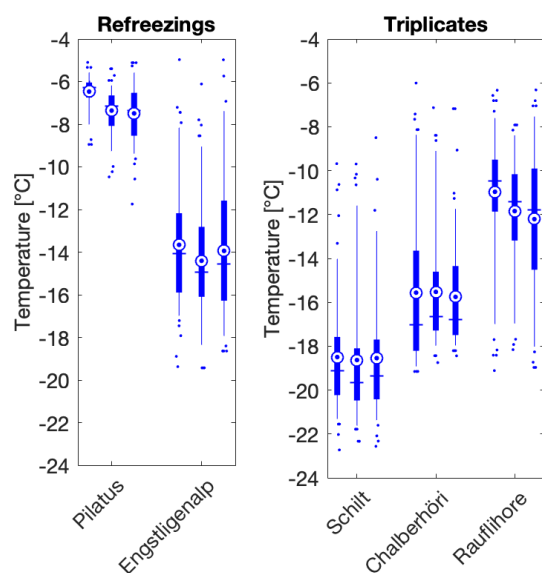 Refreezings
Triplicates
Temperature [°C]
-4
-6
-8
-10
-12
-14
-16
-18
-20
-22
-24
Pilatus
Engstligenalp
Temperature [°C]
-4
-6
-8
-10
-12
-14
-16
-18
-20
-22
-24
Schilt
Chalberhöri
Rauflihore